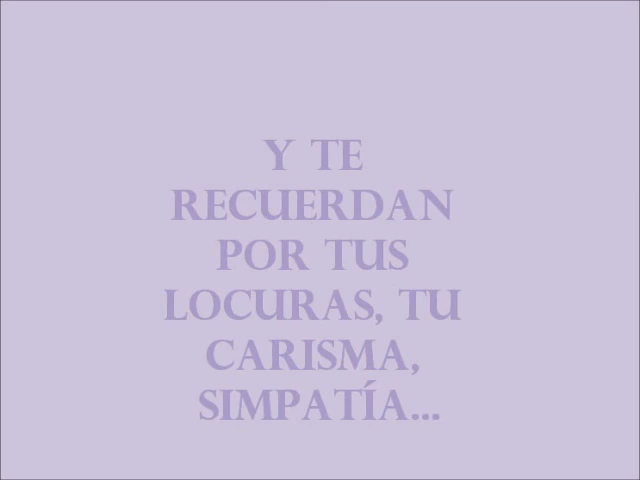 Y TE
RECUERDAN
POR TUS
LOCURAS, TU
CARISMA,
SIMPATÍA...